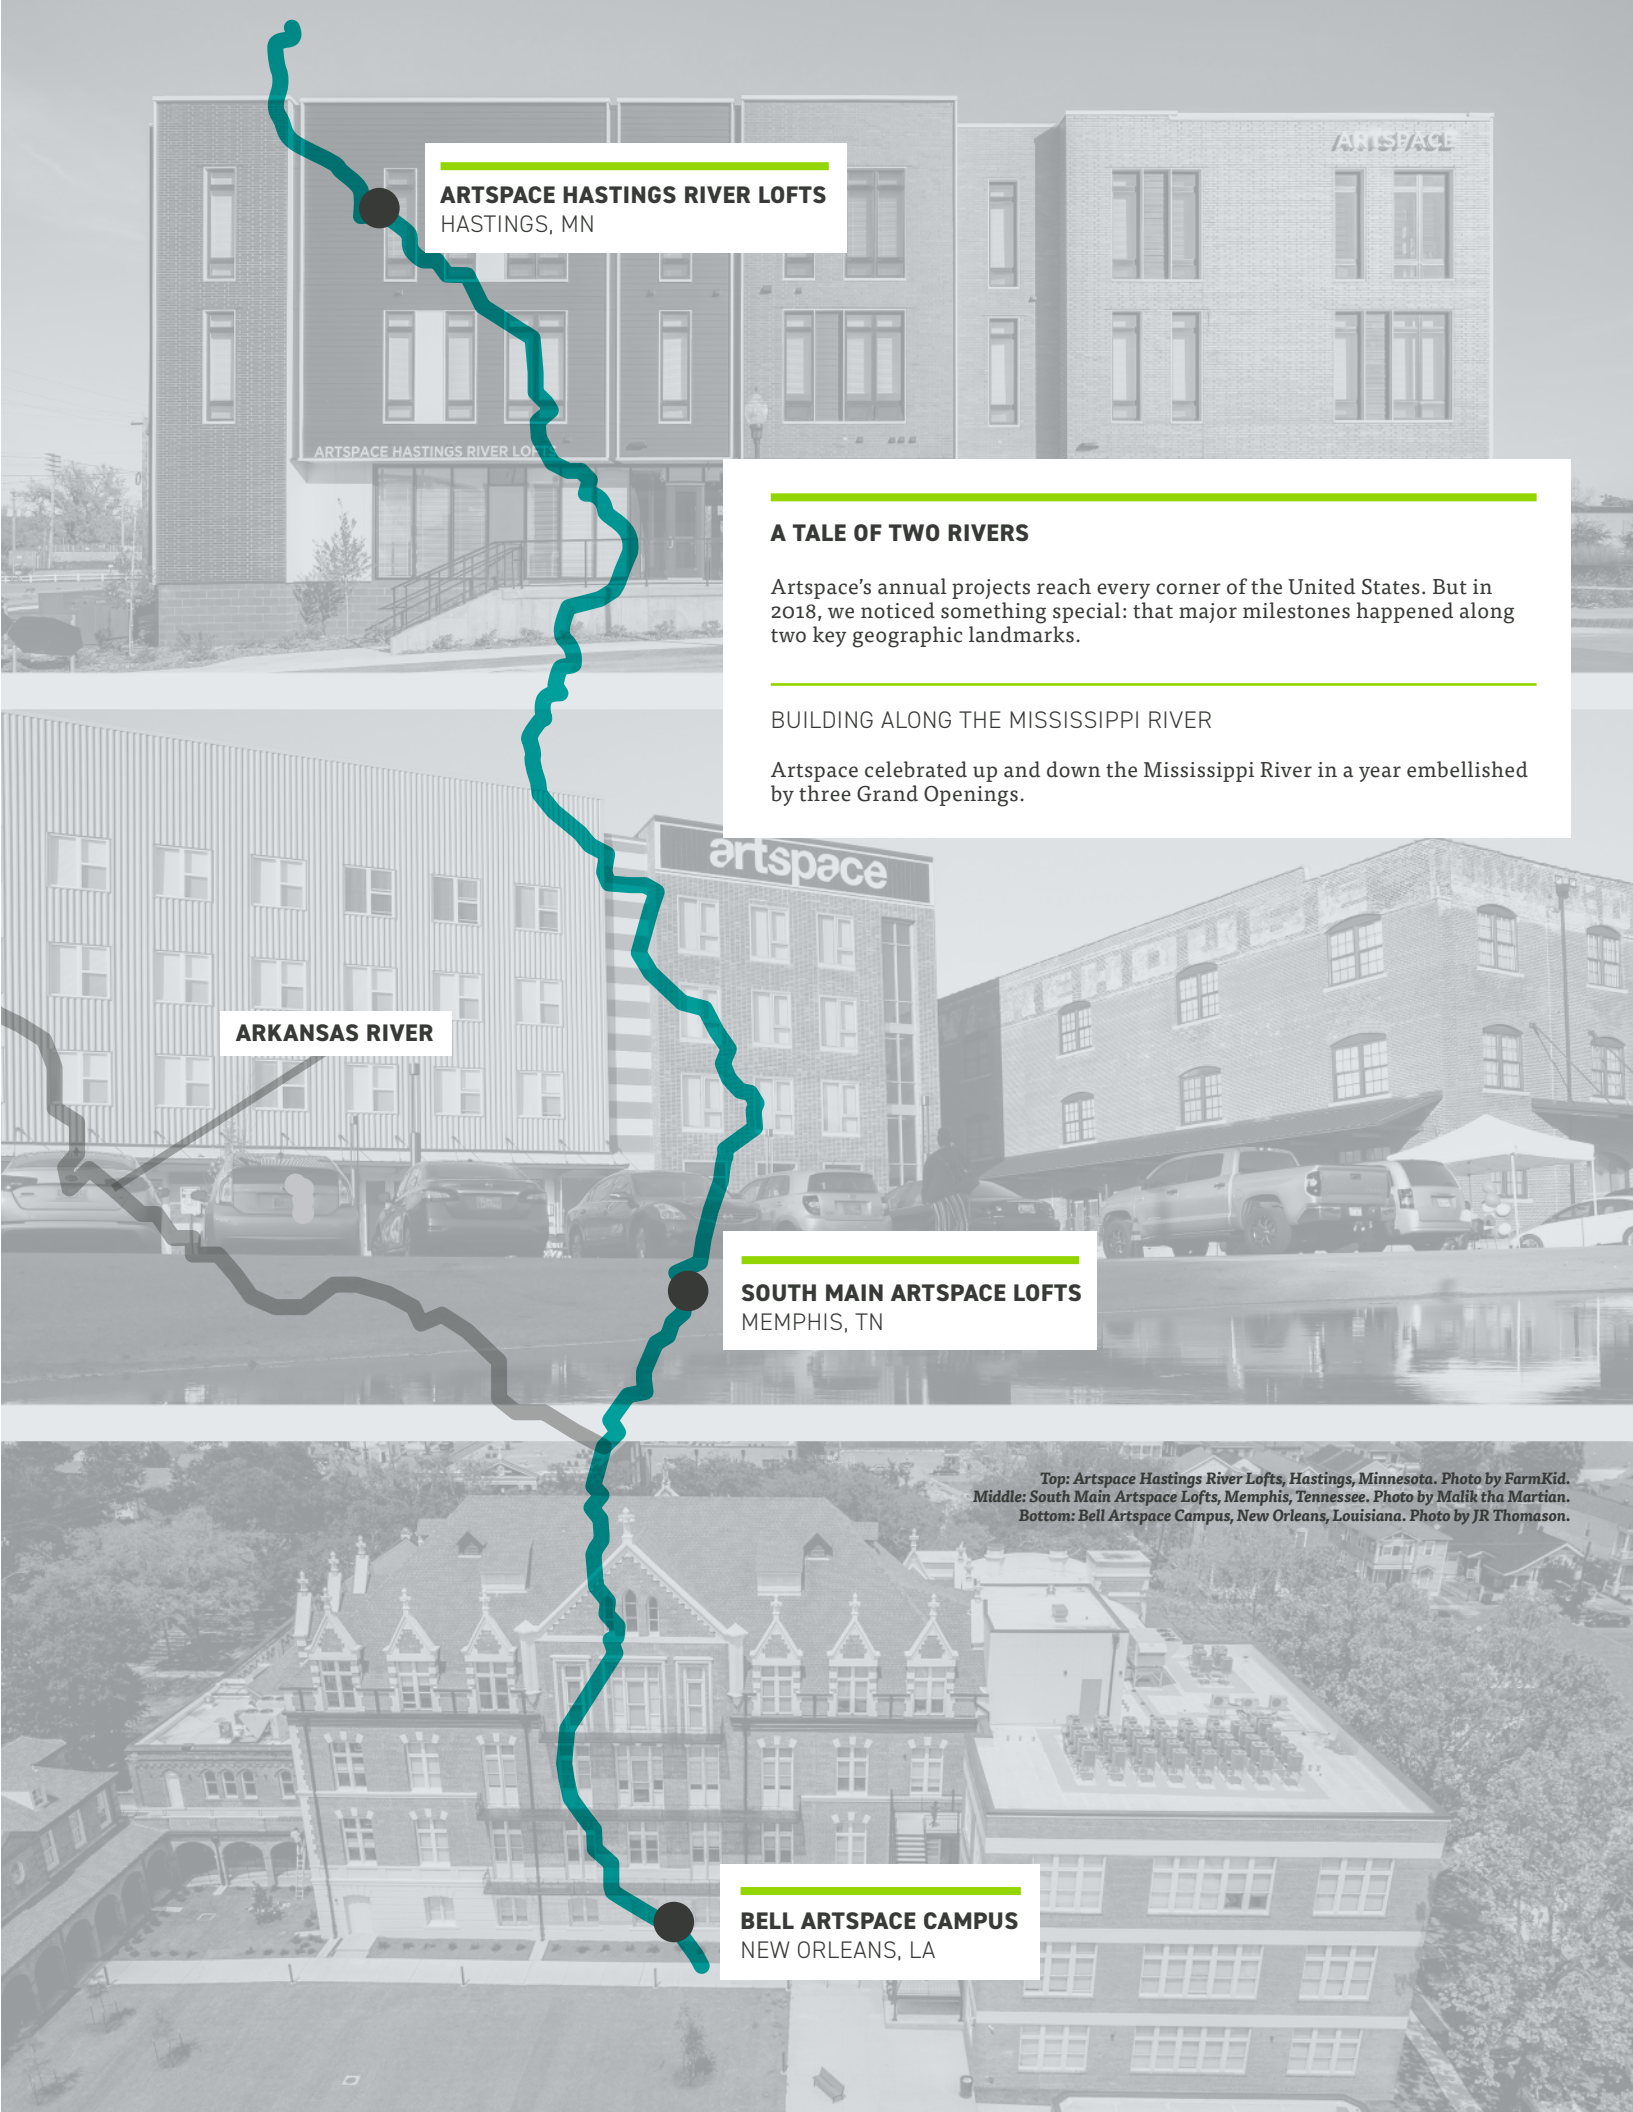 ARTSPACE
ARTSPACE HASTINGS RIVER LOFTS
HASTINGS, MN
ARTSPACE HASTINGS RIVER LOFTS
A TALE OF TWO RIVERS
Artspace’s annual projects reach every corner of the United States. But in
2018, we noticed something special: that major milestones happened along
two key geographic landmarks.
BUILDING ALONG THE MISSISSIPPI RIVER
Artspace celebrated up and down the Mississippi River in a year embellished
by three Grand Openings.
artspace
ARKANSAS RIVER
SOUTH MAIN ARTSPACE LOFTS
MEMPHIS, TN
Top: Artspace Hastings River Lofts, Hastings, Minnesota. Photo by FarmKid.
Middle: South Main Artspace Lofts, Memphis, Tennessee. Photo by Malik tha Martian.
Bottom: Bell Artspace Campus, New Orleans, Louisiana. Photo by JR Thomason.
BELL ARTSPACE CAMPUS
NEW ORLEANS, LA